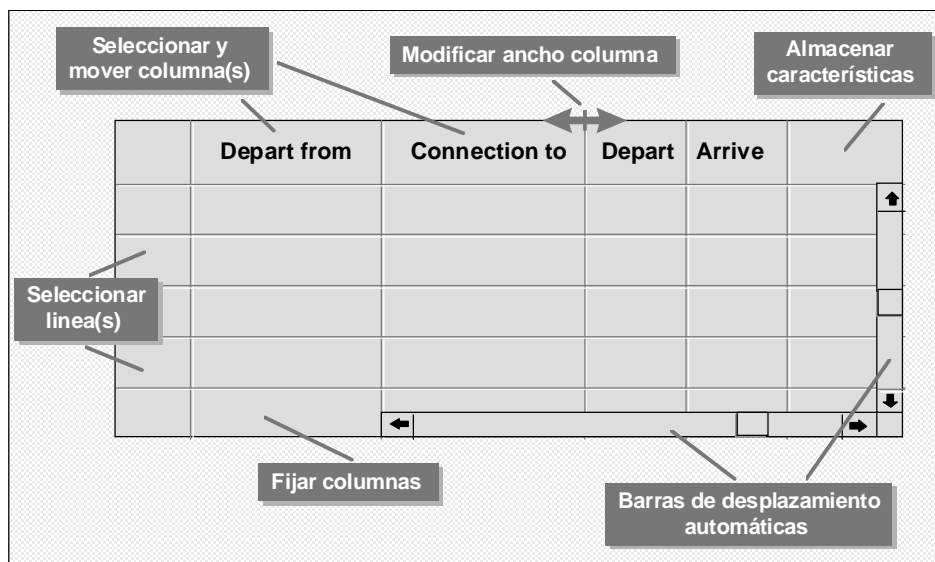 Seleccionar y
mover columna(s)
Modificar ancho columna
Almacenar
características
Depart from
Connection to
Depart
Arrive
Seleccionar
linea(s)
Fijar columnas
Barras de desplazamiento
automáticas